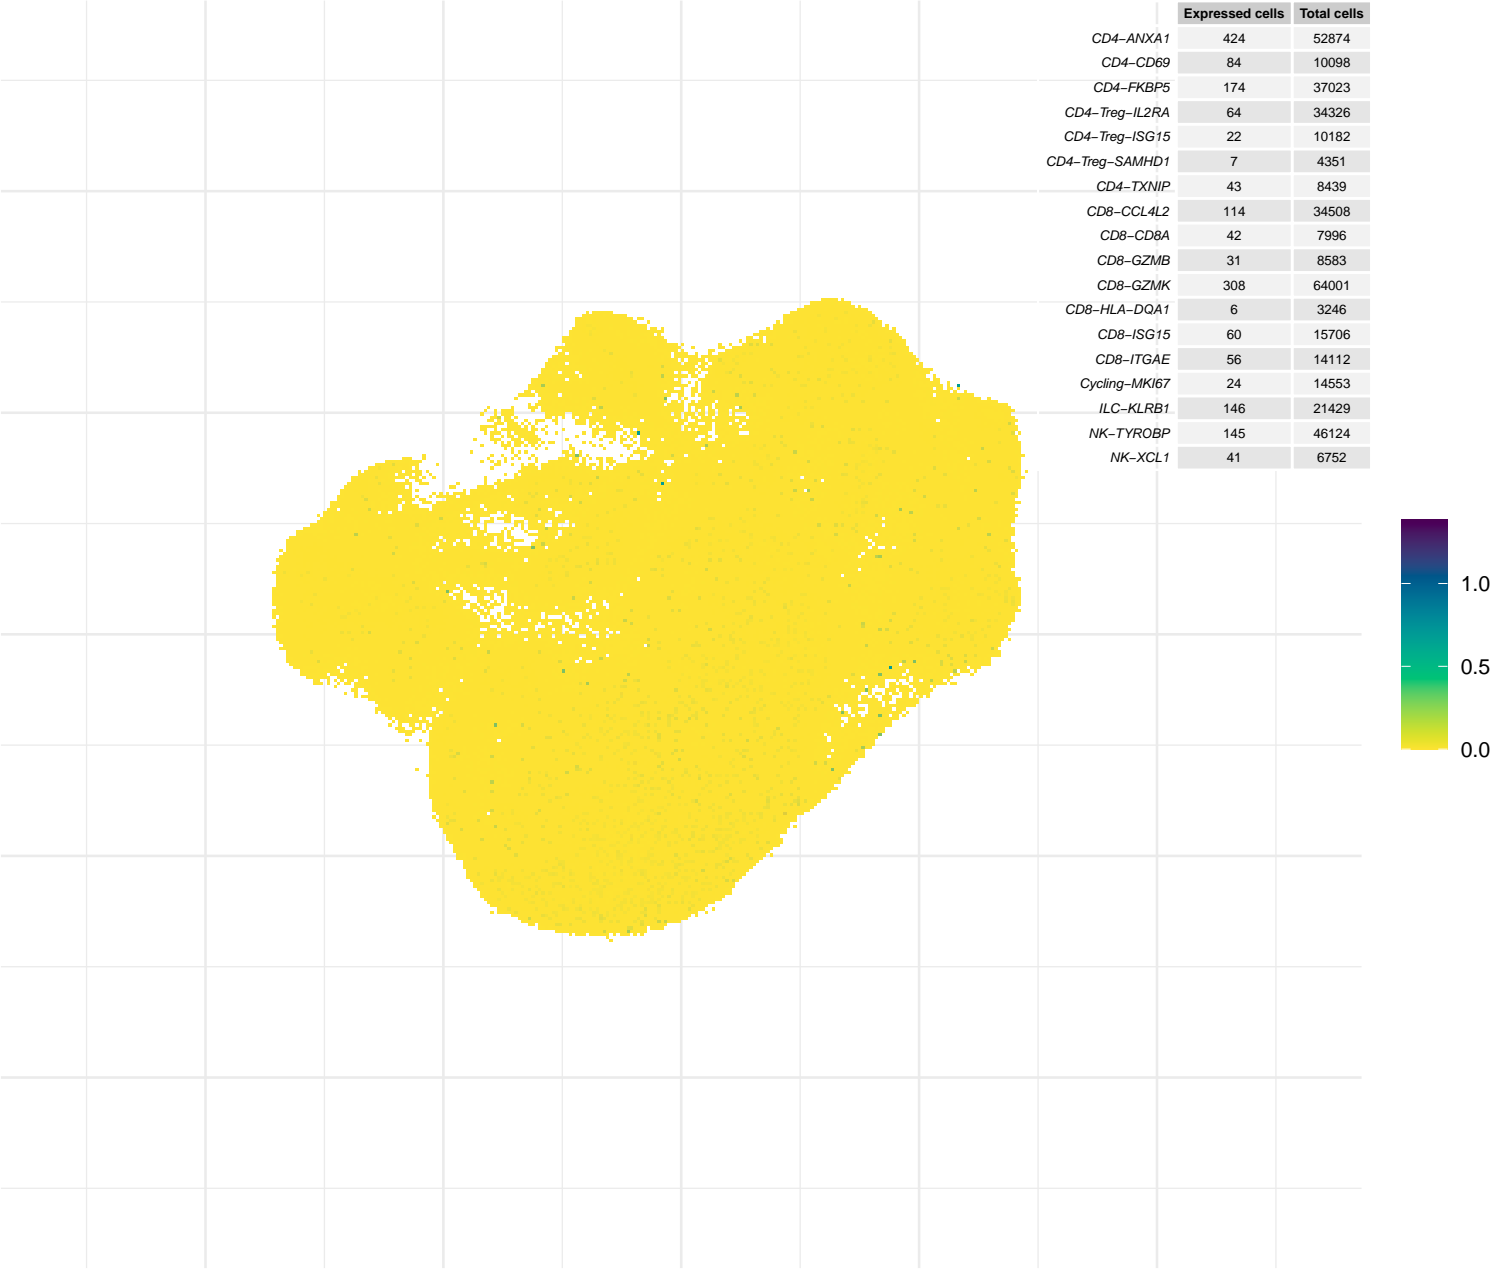 Expressed cells Total cells
CD4−ANXA1 424 52874
CD4−CD69 84 10098
CD4−FKBP5 174 37023
CD4−Treg−IL2RA 64 34326
CD4−Treg−ISG15 22 10182
CD4−Treg−SAMHD1 7 4351
CD4−TXNIP 43 8439
CD8−CCL4L2 114 34508
CD8−CD8A 42 7996
CD8−GZMB 31 8583
CD8−GZMK 308 64001
CD8−HLA−DQA1 6 3246
CD8−ISG15 60 15706
CD8−ITGAE 56 14112
Cycling−MKI67 24 14553
ILC−KLRB1 146 21429
NK−TYROBP 145 46124
NK−XCL1 41 6752
1.0
0.5
0.0